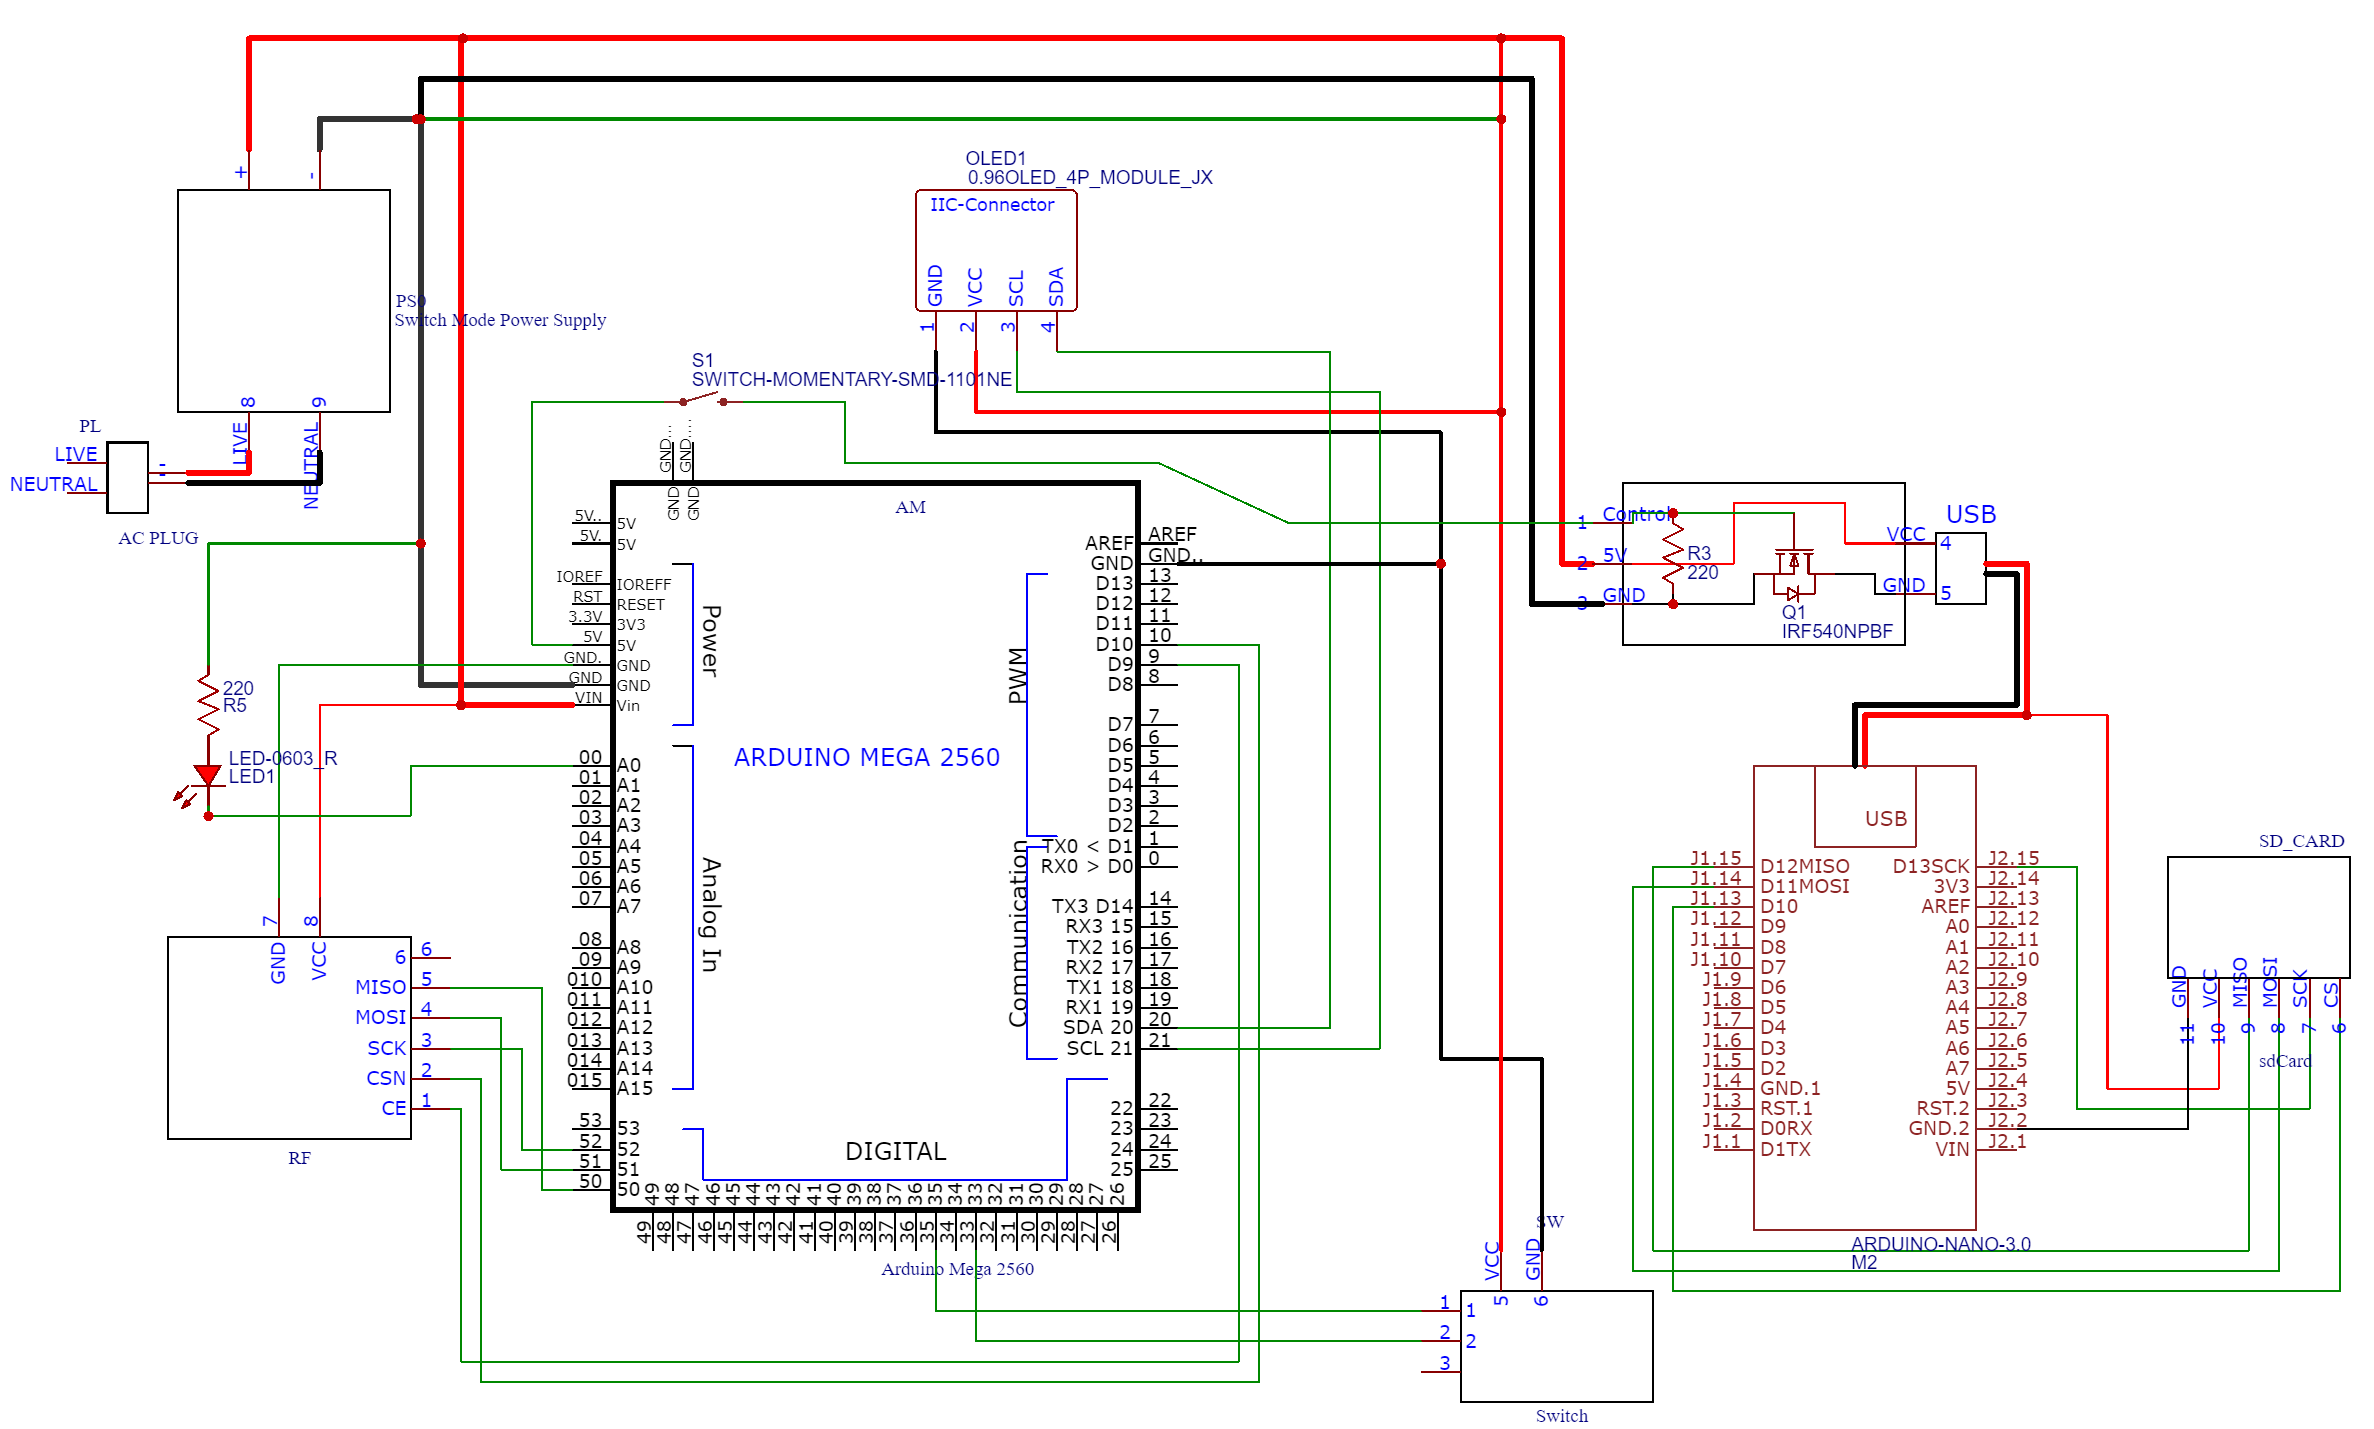 OLED1
0.96OLED_4P_MODULE_JX
IIC-Connector
GND
VCC
SCL
SDA
1
2
3
4
+
-
PS0
Switch Mode Power Supply
8
9
LIVE
NEUTRAL
PL
LIVE
NEUTRAL
-
-
AC PLUG
S1
SWITCH-MOMENTARY-SMD-1101NE
GND...
GND....
GND
GND
AM
5V..
5V
5V.
5V
IOREF
IOREFF
RST
RESET
3.3V
3V3
5V
5V
GND.
GND
GND
GND
VIN
Vin
Power
00
A0
01
A1
02
A2
03
A3
04
A4
05
A5
06
A6
07
A7
08
A8
09
A9
010
A10
011
A11
012
A12
013
A13
014
A14
015
A15
Analog In
53
53
52
52
51
51
50
50
ARDUINO MEGA 2560
AREF
AREF
GND
GND..
D13
13
D12
12
D11
11
D10
10
D9
9
D8
8
PWM
D7
7
D6
6
D5
5
D4
4
D3
3
D2
2
TX0 < D1
1
RX0 > D0
0
Communication
TX3 D14
14
RX3 15
15
TX2 16
16
RX2 17
17
TX1 18
18
RX1 19
19
SDA 20
20
SCL 21
21
22
22
23
23
24
24
25
25
DIGITAL
49 48 47 46 45 44 43 42 41 40 39 38 37 36 35 34 33 32 31 30 29 28 27 26
49 48 47 46 45 44 43 42 41 40 39 38 37 36 35 34 33 32 31 30 29 28 27 26
Arduino Mega 2560
220
R5
LED-0603_R
LED1
7
8
GND
VCC
6
6
MISO
5
MOSI
4
SCK
3
CSN
2
CE
1
RF
1
Control
2
5V
3
GND
R3
220
Q1
IRF540NPBF
USB
VCC
4
GND
5
USB
J1.15
D12MISO
J1.14
D11MOSI
J1.13
D10
J1.12
D9
J1.11
D8
J1.10
D7
J1.9
D6
J1.8
D5
J1.7
D4
J1.6
D3
J1.5
D2
J1.4
GND.1
J1.3
RST.1
J1.2
D0RX
J1.1
D1TX
D13SCK
J2.15
3V3
J2.14
AREF
J2.13
A0
J2.12
A1
J2.11
A2
J2.10
A3
J2.9
A4
J2.8
A5
J2.7
A6
J2.6
A7
J2.5
5V
J2.4
RST.2
J2.3
GND.2
J2.2
VIN
J2.1
ARDUINO-NANO-3.0
M2
SD_CARD
GND
VCC
MISO
MOSI
SCK
CS
11
10
9
8
7
6
sdCard
SW
VCC
GND
5
6
1
1
2
2
3
Switch